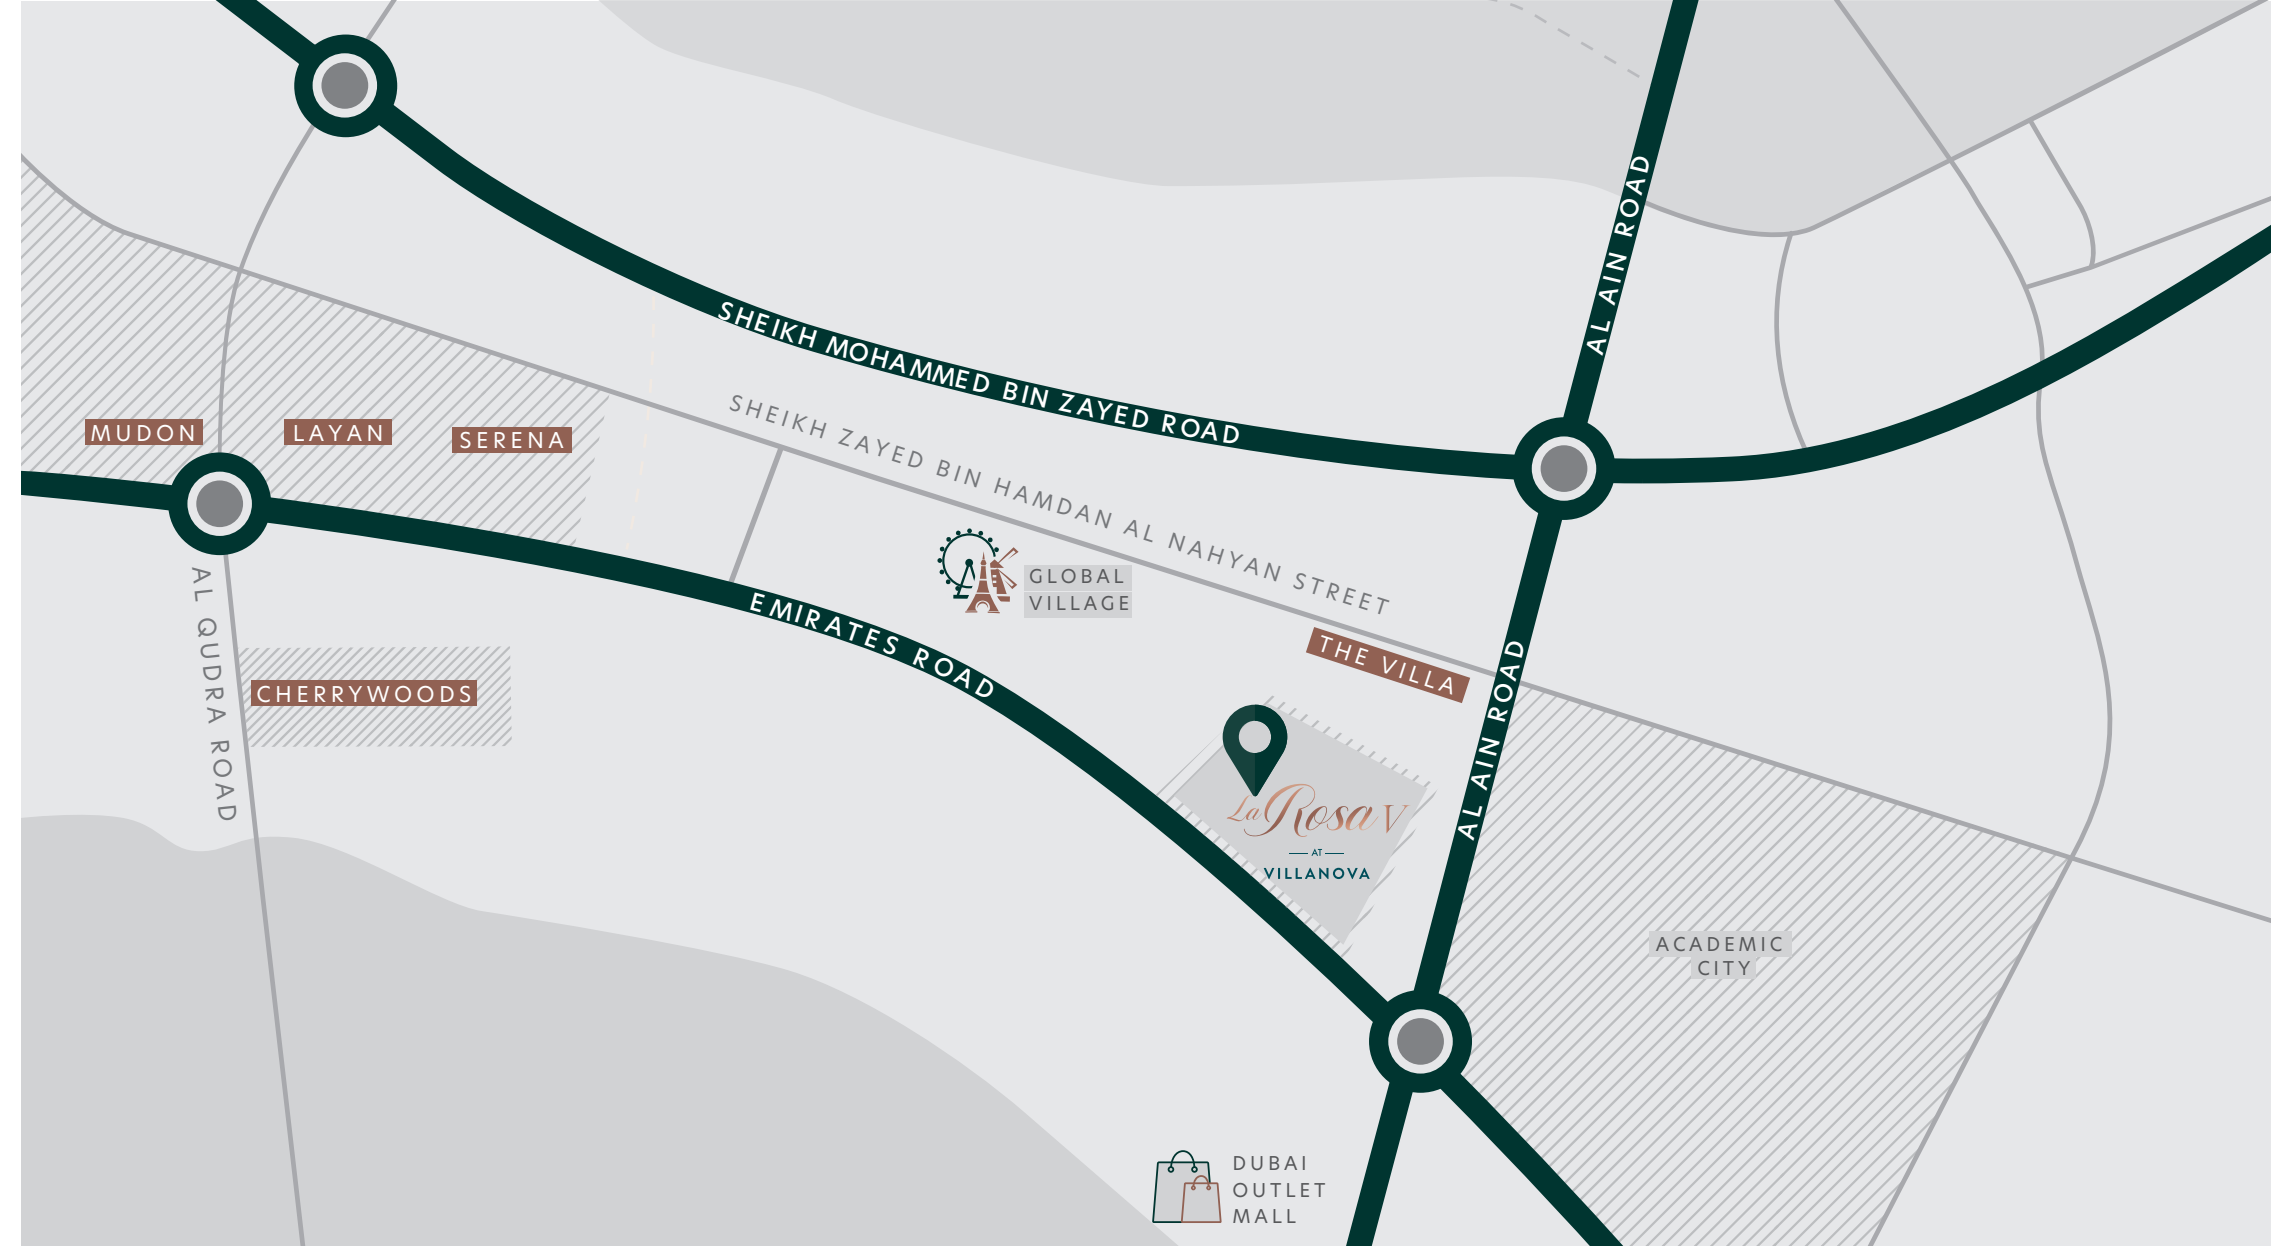 AL AIN ROAD
SHEIKH MOHAMMED BIN ZAYED ROAD
SHEIKH ZAYED BIN HAMDAN AL NAHYAN STREET
MUDON
LAYAN
SERENA
GLOBAL
VILLAGE
EMIRATES ROAD
THE VILLA
AL QUDRA ROAD
CHERRYWOODS
AL AIN ROAD
La Rosa V
AT
VILLANOVA
ACADEMIC
CITY
DUBAI
OUTLET
MALL